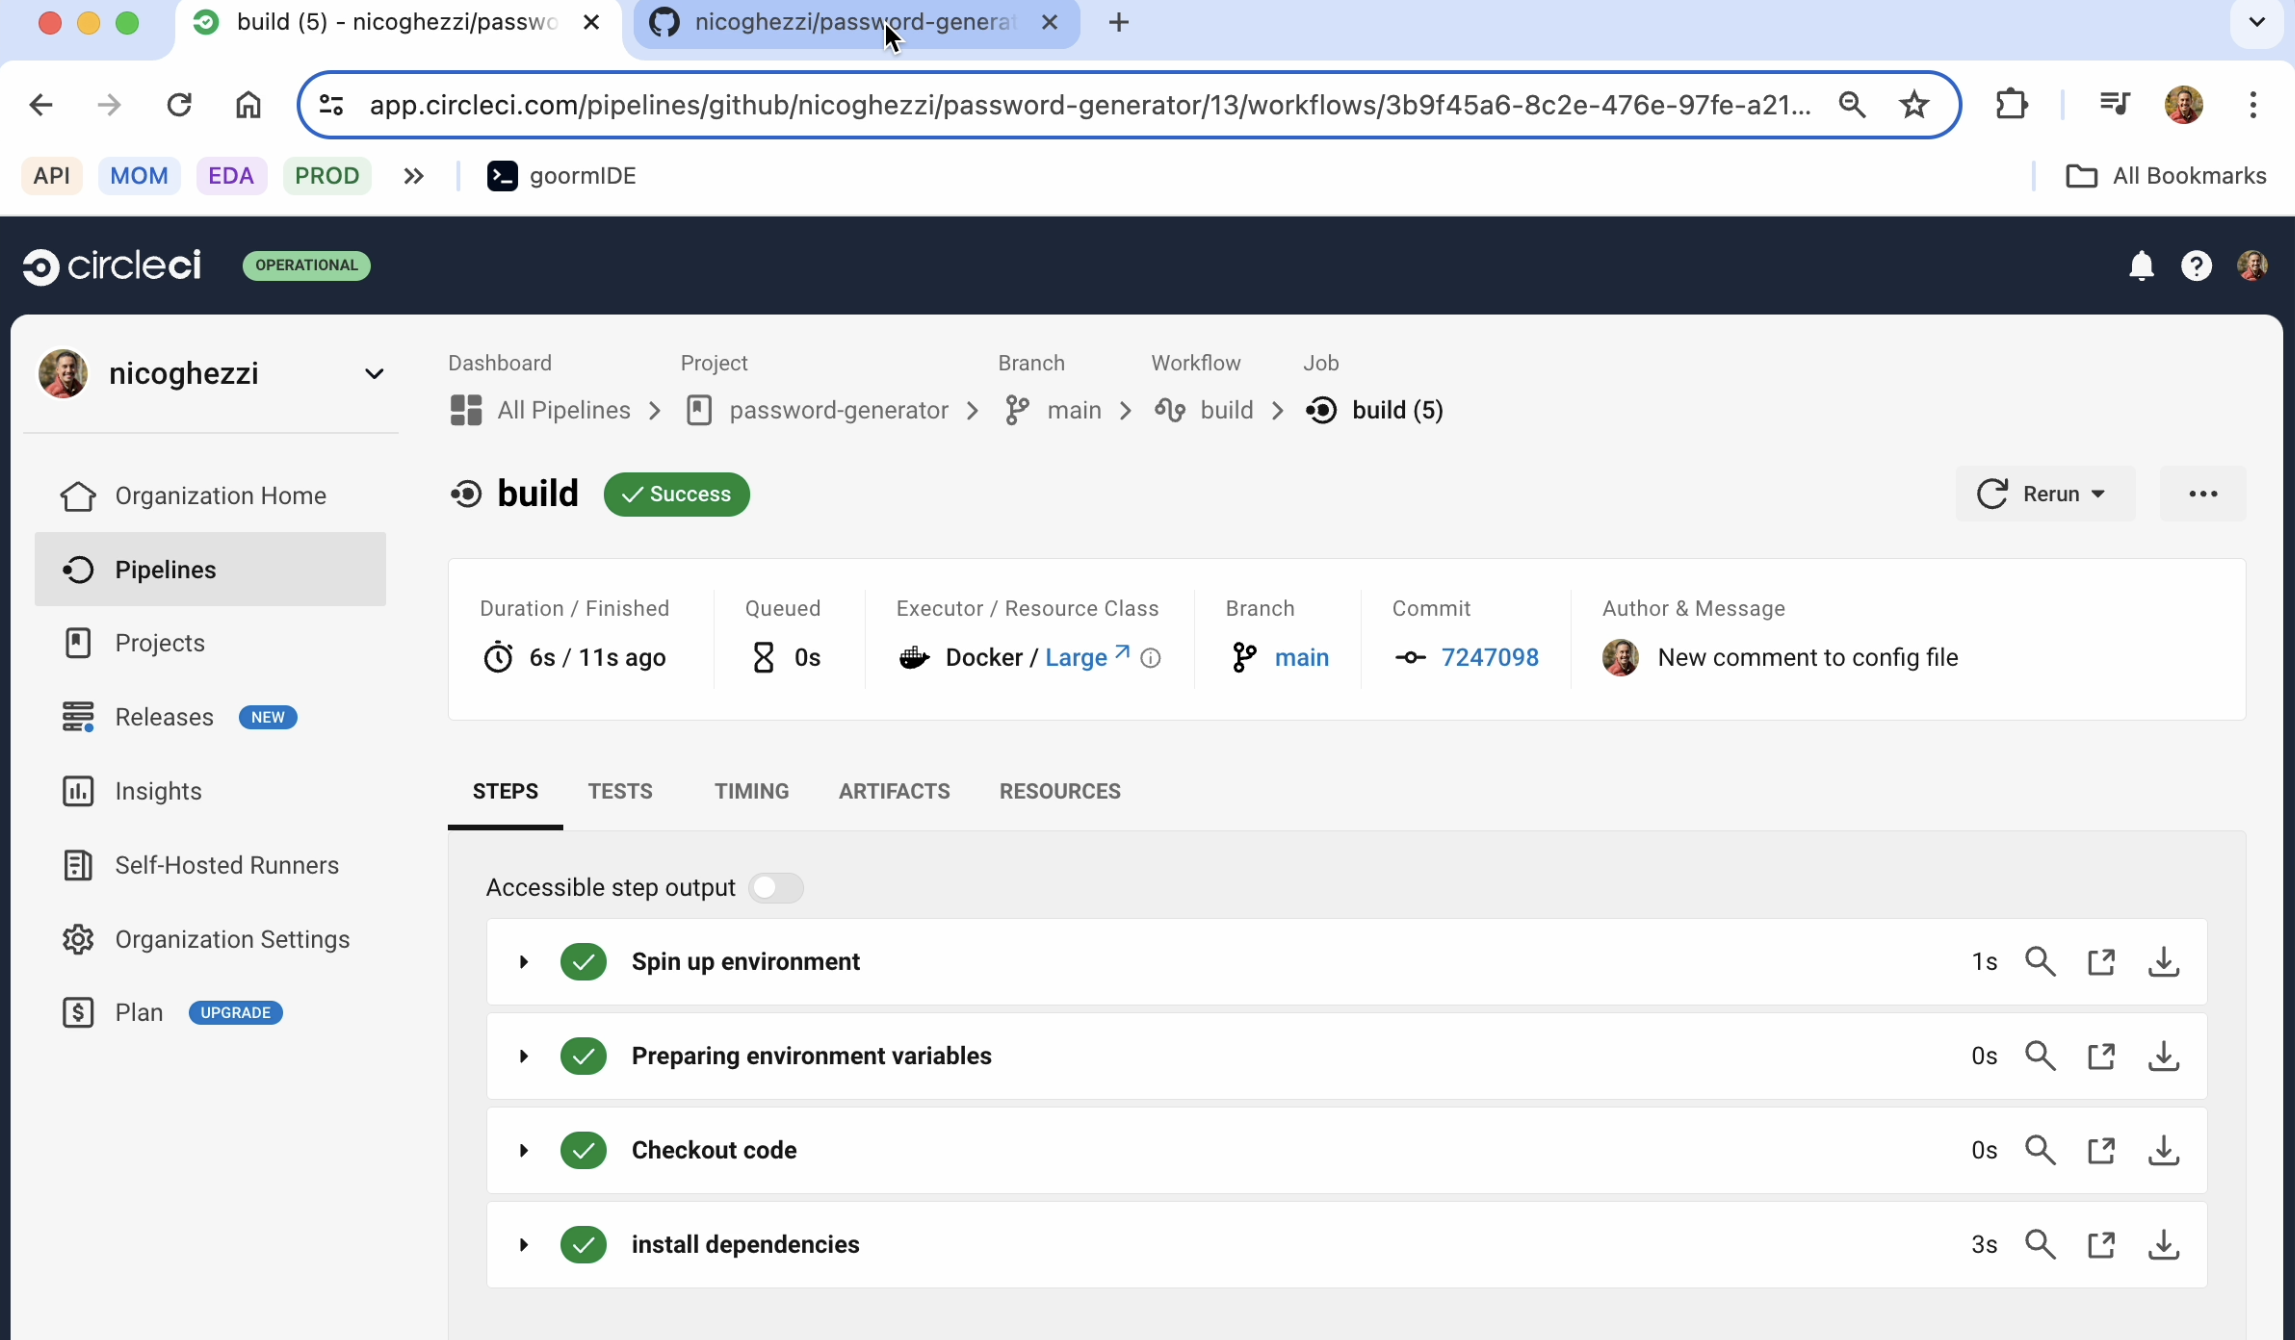 build (5) - nicoghezzi/passwo
nicoghezzi/password-generat
app.circleci.com/pipelines/github/nicoghezzi/password-generator/13/workflows/3b9f45a6-8c2e-476e-97fe-a21...
API MOM EDA PROD goormIDE All Bookmarks
circleci OPERATIONAL
nicoghezzi
Organization Home
Pipelines
Projects
Releases NEW
Insights
Self-Hosted Runners
Organization Settings
Plan UPGRADE
Dashboard Project Branch Workflow Job
All Pipelines password-generator main build build (5)
build Success Rerun
Duration / Finished Queued Executor / Resource Class Branch Commit Author & Message
6s / 11s ago 0s Docker / Large main 7247098 New comment to config file
STEPS TESTS TIMING ARTIFACTS RESOURCES
Accessible step output
Spin up environment 1s
Preparing environment variables 0s
Checkout code 0s
install dependencies 3s